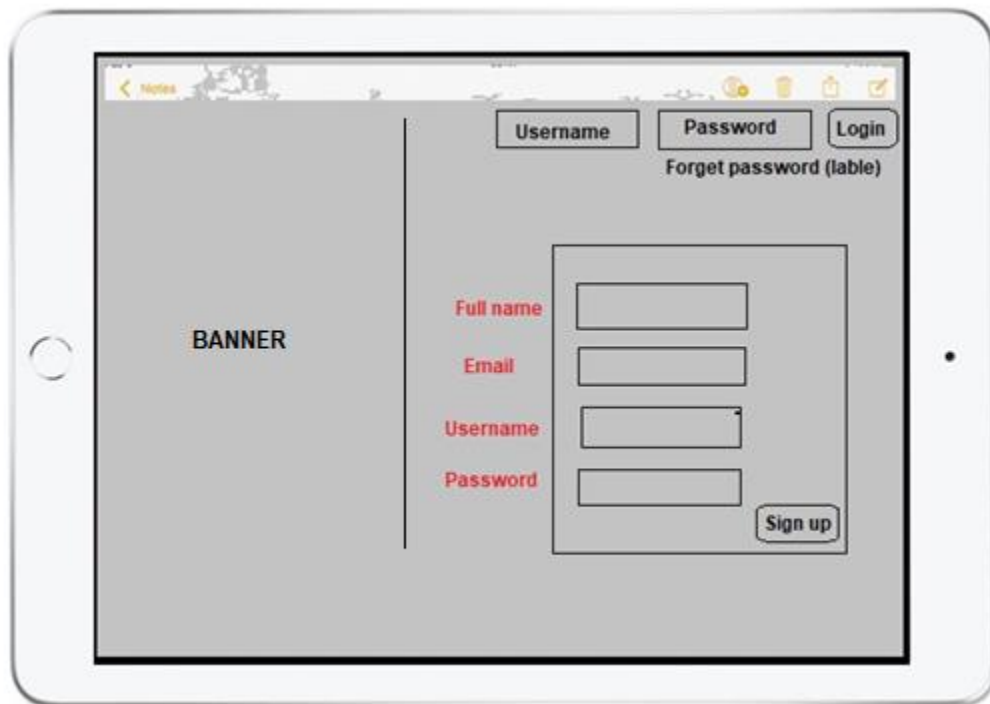 Notes
Username
Password
Login
Forget password (lable)
BANNER
Full name
Email
Username
Password
Sign up